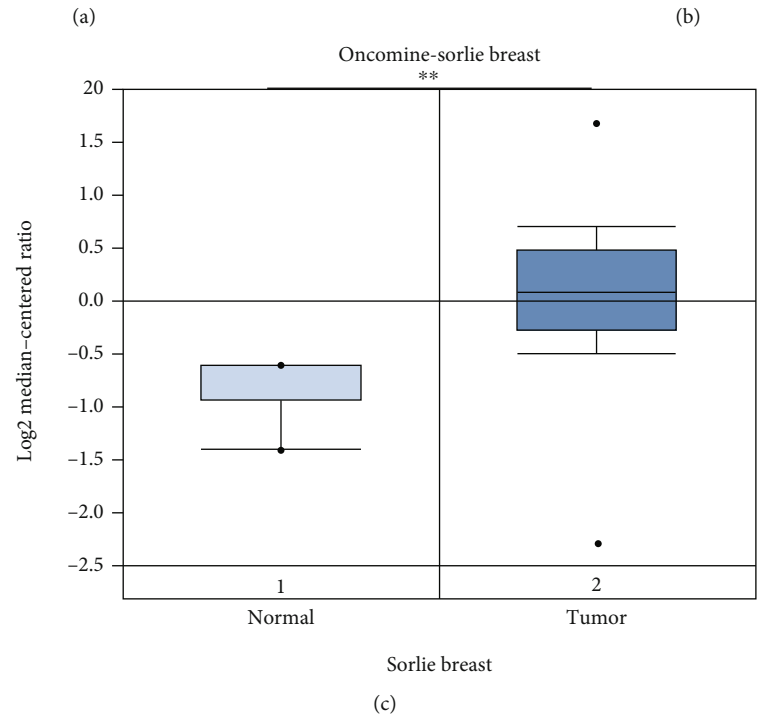 (a) (b)
Oncomine-sorlie breast
**
20
1.5
1.0
0.5
0.0
−0.5
−1.0
−1.5
−2.0
−2.5
Log2 median–centered ratio
1 2
Normal Tumor
Sorlie breast
(c)